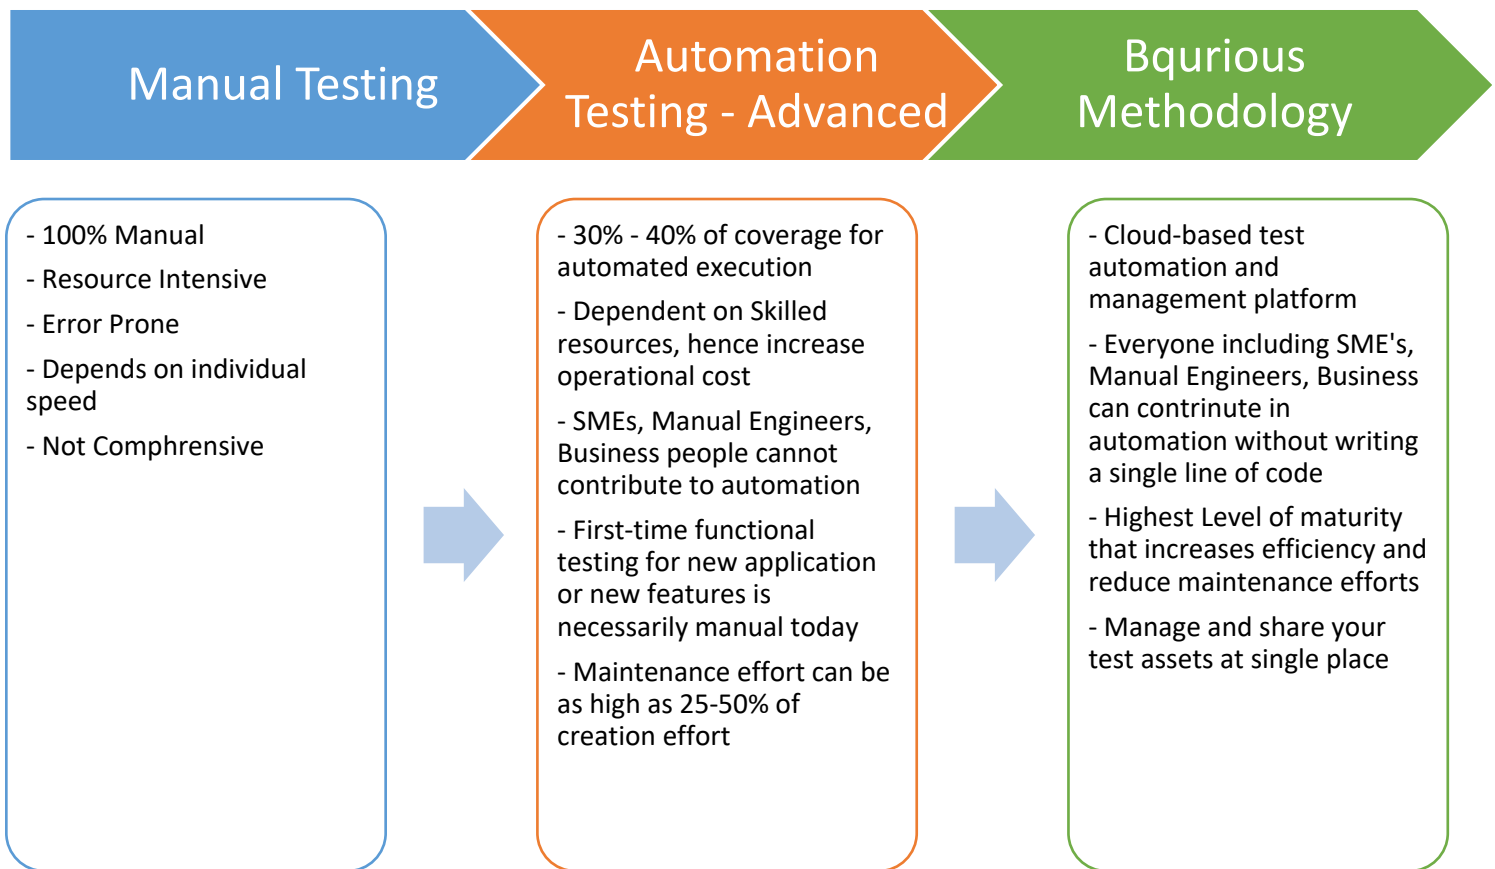 Manual Testing
Automation
Testing - Advanced
Bqurious
Methodology
- 100% Manual
- Resource Intensive
- Error Prone
- Depends on individual
speed
- Not Comphrensive
- 30% - 40% of coverage for
automated execution
- Dependent on Skilled
resources, hence increase
operational cost
- SMEs, Manual Engineers,
Business people cannot
contribute to automation
- First-time functional
testing for new application
or new features is
necessarily manual today
- Maintenance effort can be
as high as 25-50% of
creation effort
- Cloud-based test
automation and
management platform
- Everyone including SME's,
Manual Engineers, Business
can contrinute in
automation without writing
a single line of code
- Highest Level of maturity
that increases efficiency and
reduce maintenance efforts
- Manage and share your
test assets at single place